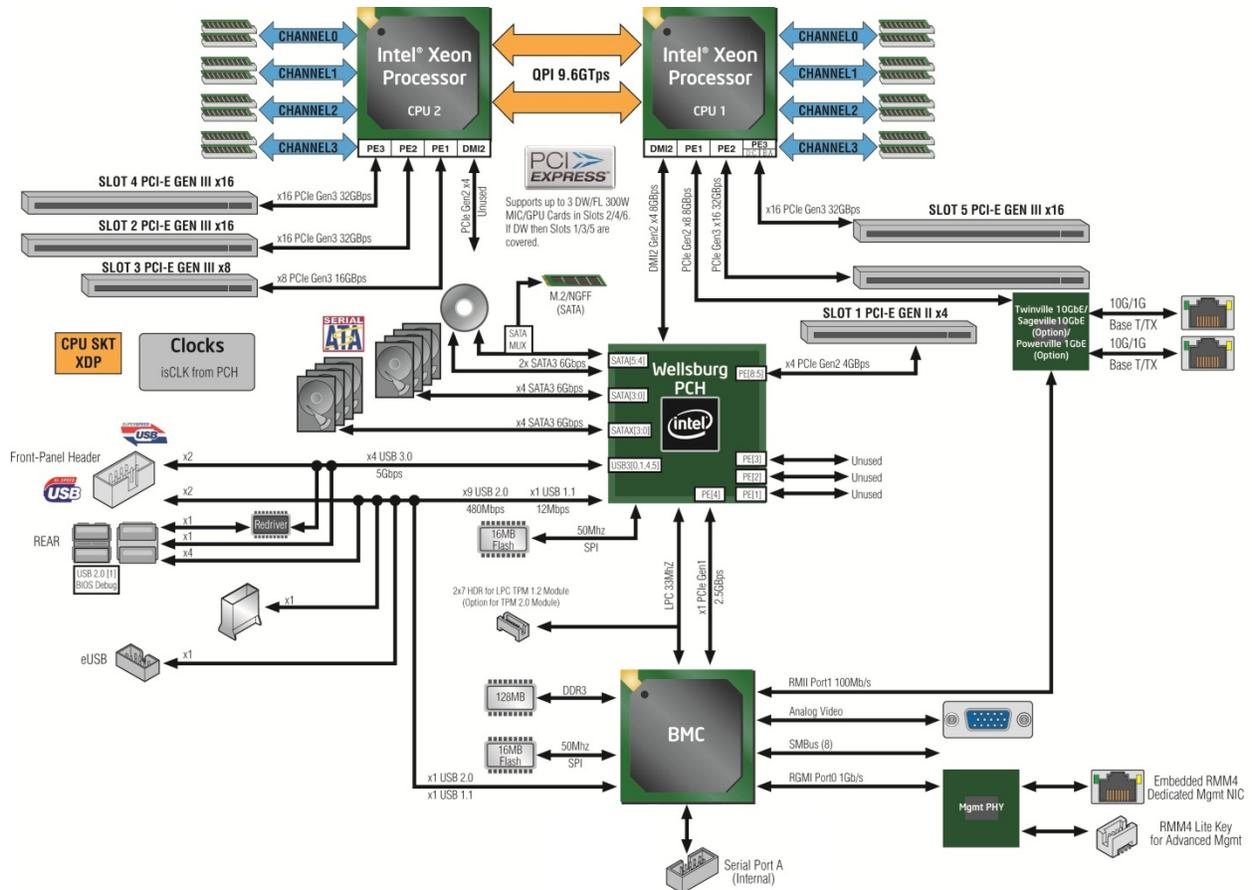 CHANNEL0
CHANNEL1
CHANNEL2
CHANNEL3
Intel® Xeon
Processor
CPU 2
PE3 PE2 PE1 DMI2
QPI 9.6GTps
Intel® Xeon
Processor
CPU 1
DMI2 PE1 PE2 PE3
CHANNEL0
CHANNEL1
CHANNEL2
CHANNEL3
PCI
EXPRESS™
Supports up to 3 DW/FL 300W
MIC/GPU Cards in Slots 2/4/6.
If DW then Slots 1/3/5 are
covered.
SLOT 4 PCI-E GEN III x16
x16 PCIe Gen3 32GBps
SLOT 2 PCI-E GEN III x16
x16 PCIe Gen3 32GBps
SLOT 3 PCI-E GEN III x8
x8 PCIe Gen3 16GBps
PCIe Gen2 x4
Unused
DMI2 Gen2 x4 8GBps
PCIe Gen2 x8 8GBps
PCIe Gen3 x16 32GBps
x16 PCIe Gen3 32GBps
SLOT 5 PCI-E GEN III x16
SLOT 1 PCI-E GEN II x4
x4 PCIe Gen2 4GBps
Twinville 10GbE/
Sageville10GbE
(Option)/
Powerville 1GbE
(Option)
10G/1G
Base T/TX
10G/1G
Base T/TX
CPU SKT
XDP
Clocks
isCLK from PCH
SERIAL
ATA
M.2/NGFF
(SATA)
SATA
MUX
2x SATA3 6Gbps
x4 SATA3 6Gbps
x4 SATA3 6Gbps
Wellsburg
PCH
intel
SATA[5:4]
SATA[3:0]
SATAX[3:0]
USB3[0,1,4,5]
PE[8:5]
PE[3]
PE[2]
PE[1]
PE[4]
Unused
Unused
Unused
SUPERSPEED
USB
Front-Panel Header
HI-SPEED
USB
x2
x4 USB 3.0
5Gbps
x2
x9 USB 2.0
480Mbps
x1 USB 1.1
12Mbps
REAR
x1
Redriver
x1
x4
USB 2.0 [1]
BIOS Debug
x1
eUSB
x1
16MB
Flash
50Mhz
SPI
2x7 HDR for LPC TPM 1.2 Module
(Option for TPM 2.0 Module)
LPC 33MhZ
x1 PCIe Gen1
2.5GBps
128MB
DDR3
16MB
Flash
50Mhz
SPI
x1 USB 2.0
x1 USB 1.1
BMC
RMII Port1 100Mb/s
Analog Video
SMBus (8)
RGMI Port0 1Gb/s
Mgmt PHY
Embedded RMM4
Dedicated Mgmt NIC
RMM4 Lite Key
for Advanced Mgmt
Serial Port A
(Internal)